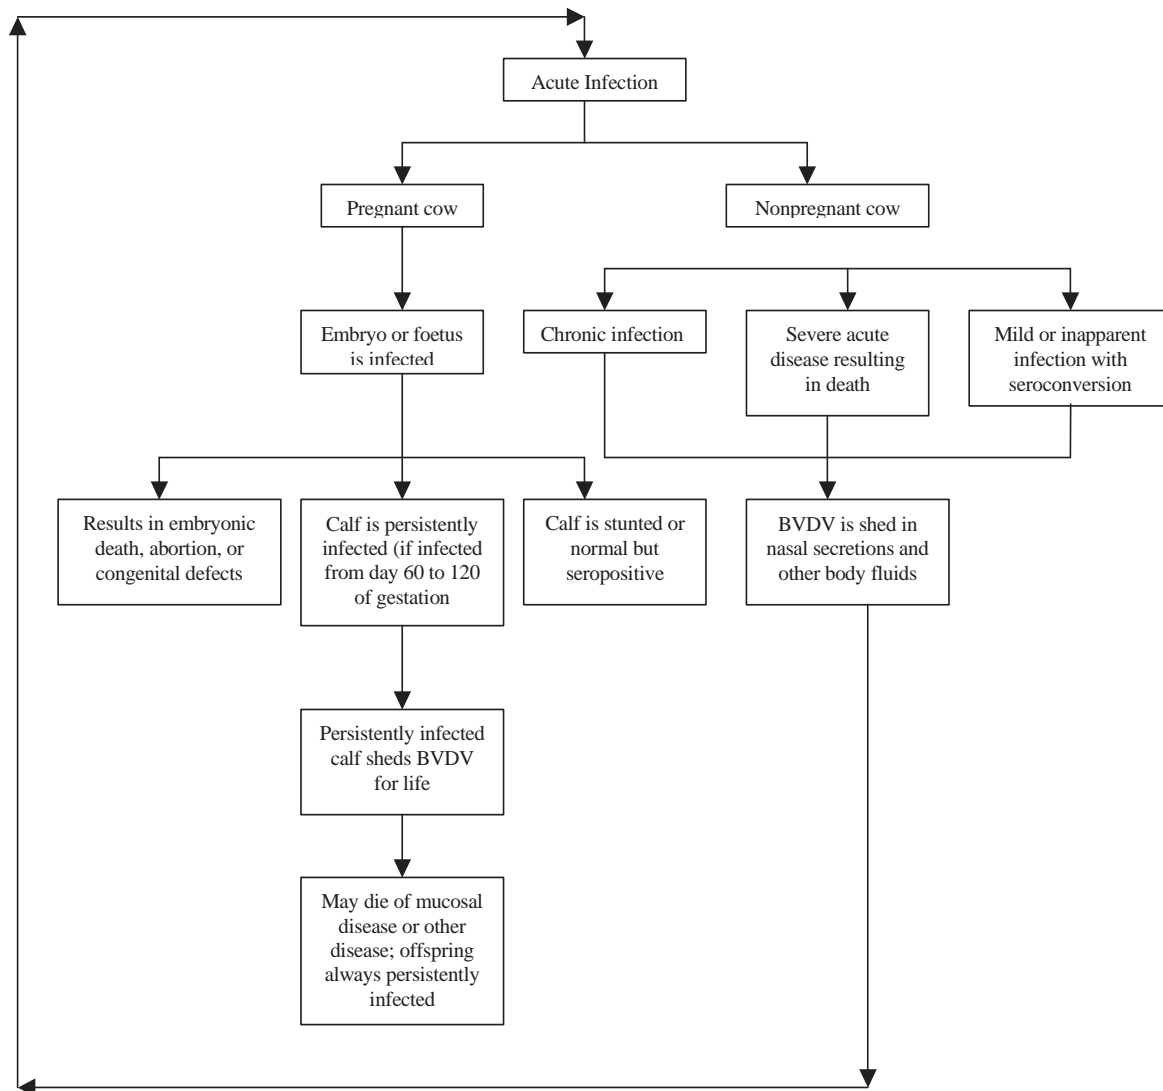 Acute Infection
Pregnant cow
Nonpregnant cow
Embryo or foetus
is infected
Chronic infection
Severe acute
disease resulting
in death
Mild or inapparent
infection with
seroconversion
Results in embryonic
death, abortion, or
congenital defects
Calf is persistently
infected (if infected
from day 60 to 120
of gestation
Calf is stunted or
normal but
seropositive
BVDV is shed in
nasal secretions and
other body fluids
Persistently infected
calf sheds BVDV
for life
May die of mucosal
disease or other
disease; offspring
always persistently
infected